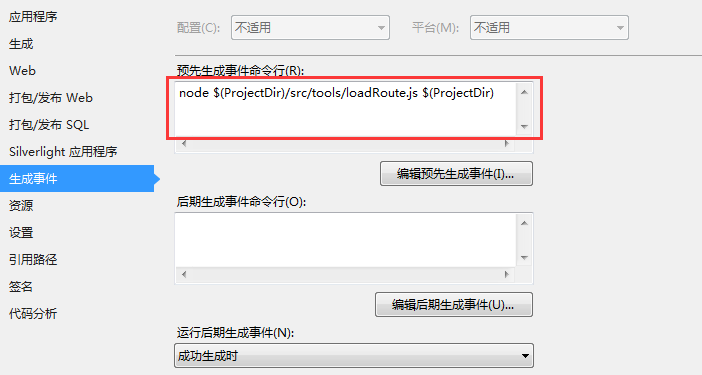 应用程序
生成
Web
打包/发布 Web
打包/发布 SQL
Silverlight 应用程序
生成事件
资源
设置
引用路径
签名
代码分析
配置(C): 不适用 平台(M): 不适用
预先生成事件命令行(R):
node $(ProjectDir)/src/tools/loadRoute.js $(ProjectDir)
编辑预先生成事件(I)...
后期生成事件命令行(O):
编辑后期生成事件(U)...
运行后期生成事件(N):
成功生成时